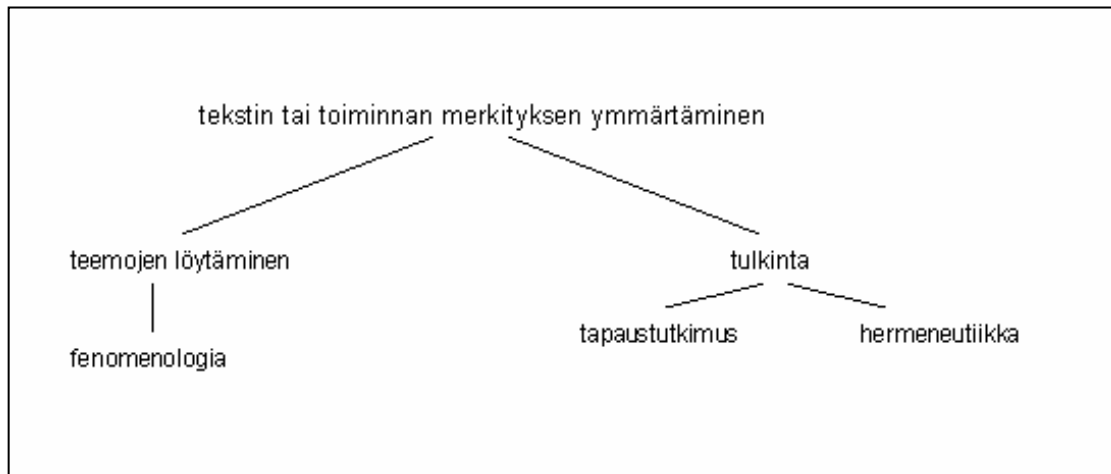 tekstin tai toiminnan merkityksen ymmärtäminen
teemojen löytäminen
tulkinta
tapaustutkimus
hermeneutiikka
fenomenologia